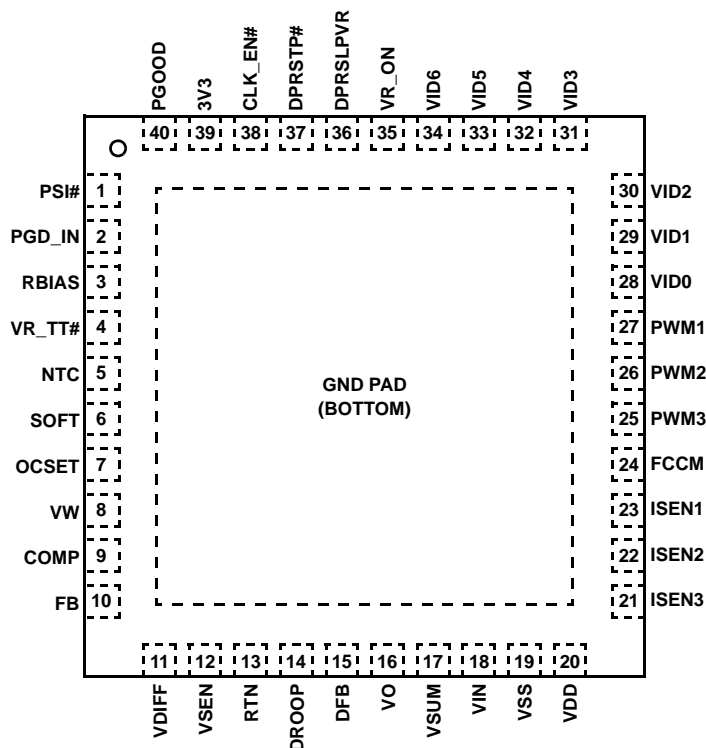 PGOOD
3V3
CLK_EN#
DPRSTP#
DPRSLPVR
VR_ON
VID6
VID5
VID4
VID3
40 39 38 37 36 35 34 33 32 31
PSI# 1
PGD_IN 2
RBIAS 3
VR_TT# 4
NTC 5
SOFT 6
OCSET 7
VW 8
COMP 9
FB 10
GND PAD
(BOTTOM)
30 VID2
29 VID1
28 VID0
27 PWM1
26 PWM2
25 PWM3
24 FCCM
23 ISEN1
22 ISEN2
21 ISEN3
11 12 13 14 15 16 17 18 19 20
VDIFF
VSEN
RTN
DROOP
DFB
VO
VSUM
VIN
VSS
VDD